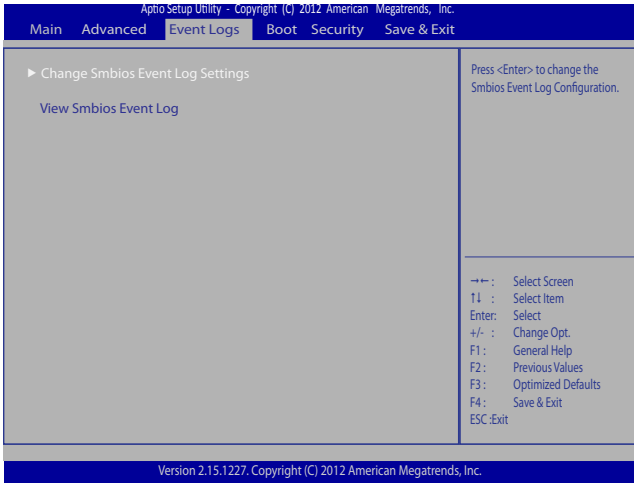 Aptio Setup Utility - Copyright (C) 2012 American Megatrends, Inc.
Main Advanced Event Logs Boot Security Save & Exit
▶ Change Smbios Event Log Settings
View Smbios Event Log
Press <Enter> to change the
Smbios Event Log Configuration.
→← : Select Screen
↑↓ : Select Item
Enter: Select
+/- : Change Opt.
F1 : General Help
F2 : Previous Values
F3 : Optimized Defaults
F4 : Save & Exit
ESC :Exit
Version 2.15.1227. Copyright (C) 2012 American Megatrends, Inc.